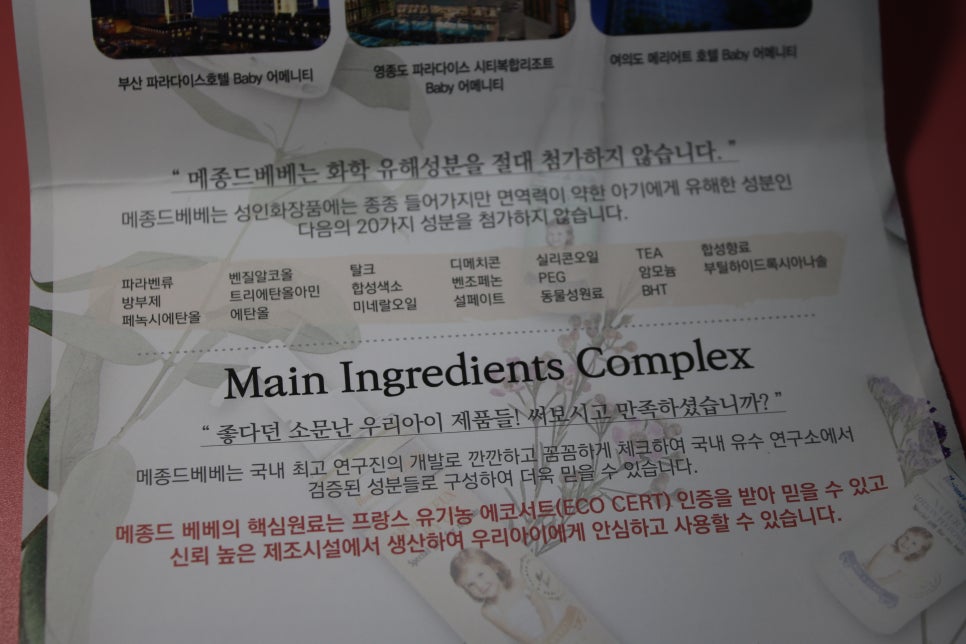 부산 파라다이스호텔 Baby 어메니티
영종도 파라다이스 시티복합리조트
Baby 어메니티
여의도 메리어트 호텔 Baby 어메니티
“ 메종드베베는 화학 유해성분을 절대 첨가하지 않습니다. ”
메종드베베는 성인화장품에는 종종 들어가지만 면역력이 약한 아기에게 유해한 성분인
다음의 20가지 성분을 첨가하지 않습니다.
파라벤류 벤질알코올 탈크 디메치콘 실리콘오일 TEA 합성향료
방부제 트리에탄올아민 합성색소 벤조페논 PEG 암모늄 부틸하이드록시아나솔
페녹시에탄올 에탄올 미네랄오일 설페이트 동물성원료 BHT
Main Ingredients Complex
“ 좋다던 소문난 우리아이 제품들! 써보시고 만족하셨습니까? ”
메종드베베는 국내 최고 연구진의 개발로 깐깐하고 꼼꼼하게 체크하여 국내 유수 연구소에서
검증된 성분들로 구성하여 더욱 믿을 수 있습니다.
메종드 베베의 핵심원료는 프랑스 유기농 에코서트(ECO CERT) 인증을 받아 믿을 수 있고
신뢰 높은 제조시설에서 생산하여 우리아이에게 안심하고 사용할 수 있습니다.